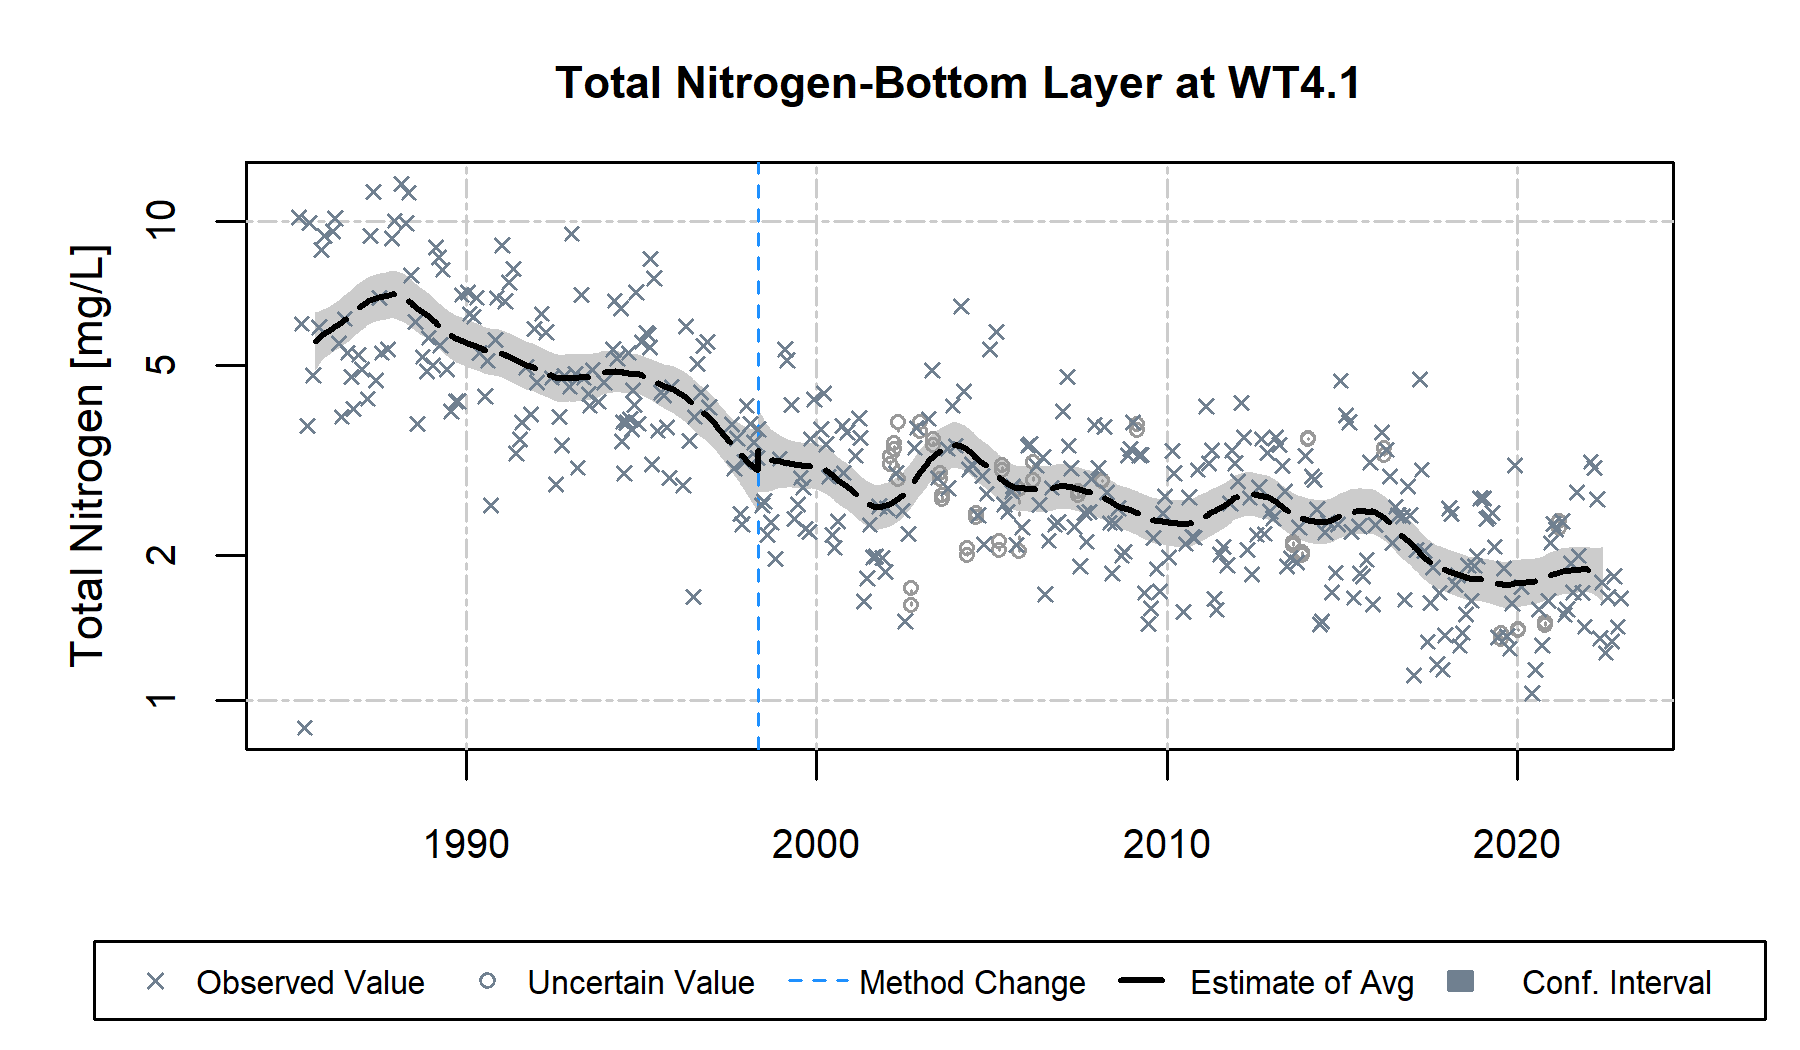 Total Nitrogen-Bottom Layer at WT4.1
Total Nitrogen [mg/L]
10
5
2
1
1990 2000 2010 2020
Observed Value Uncertain Value Method Change Estimate of Avg Conf. Interval